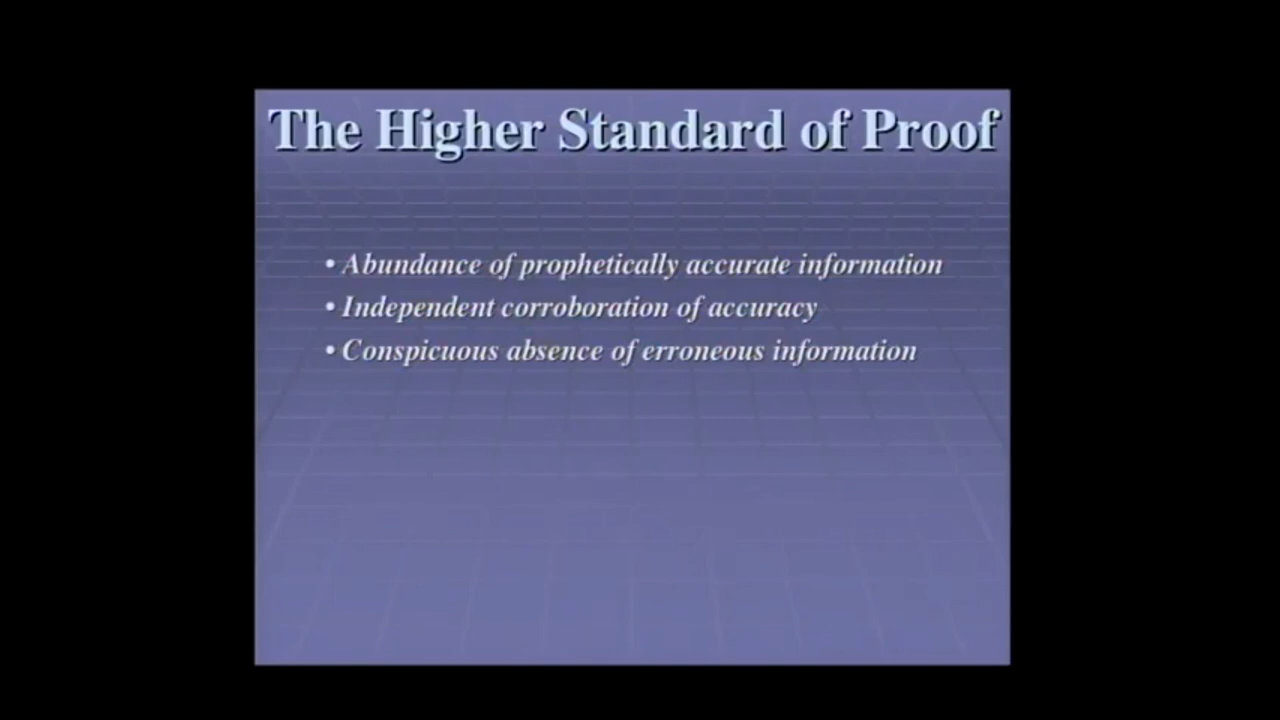 The Higher Standard of Proof
• Abundance of prophetically accurate information
• Independent corroboration of accuracy
• Conspicuous absence of erroneous information